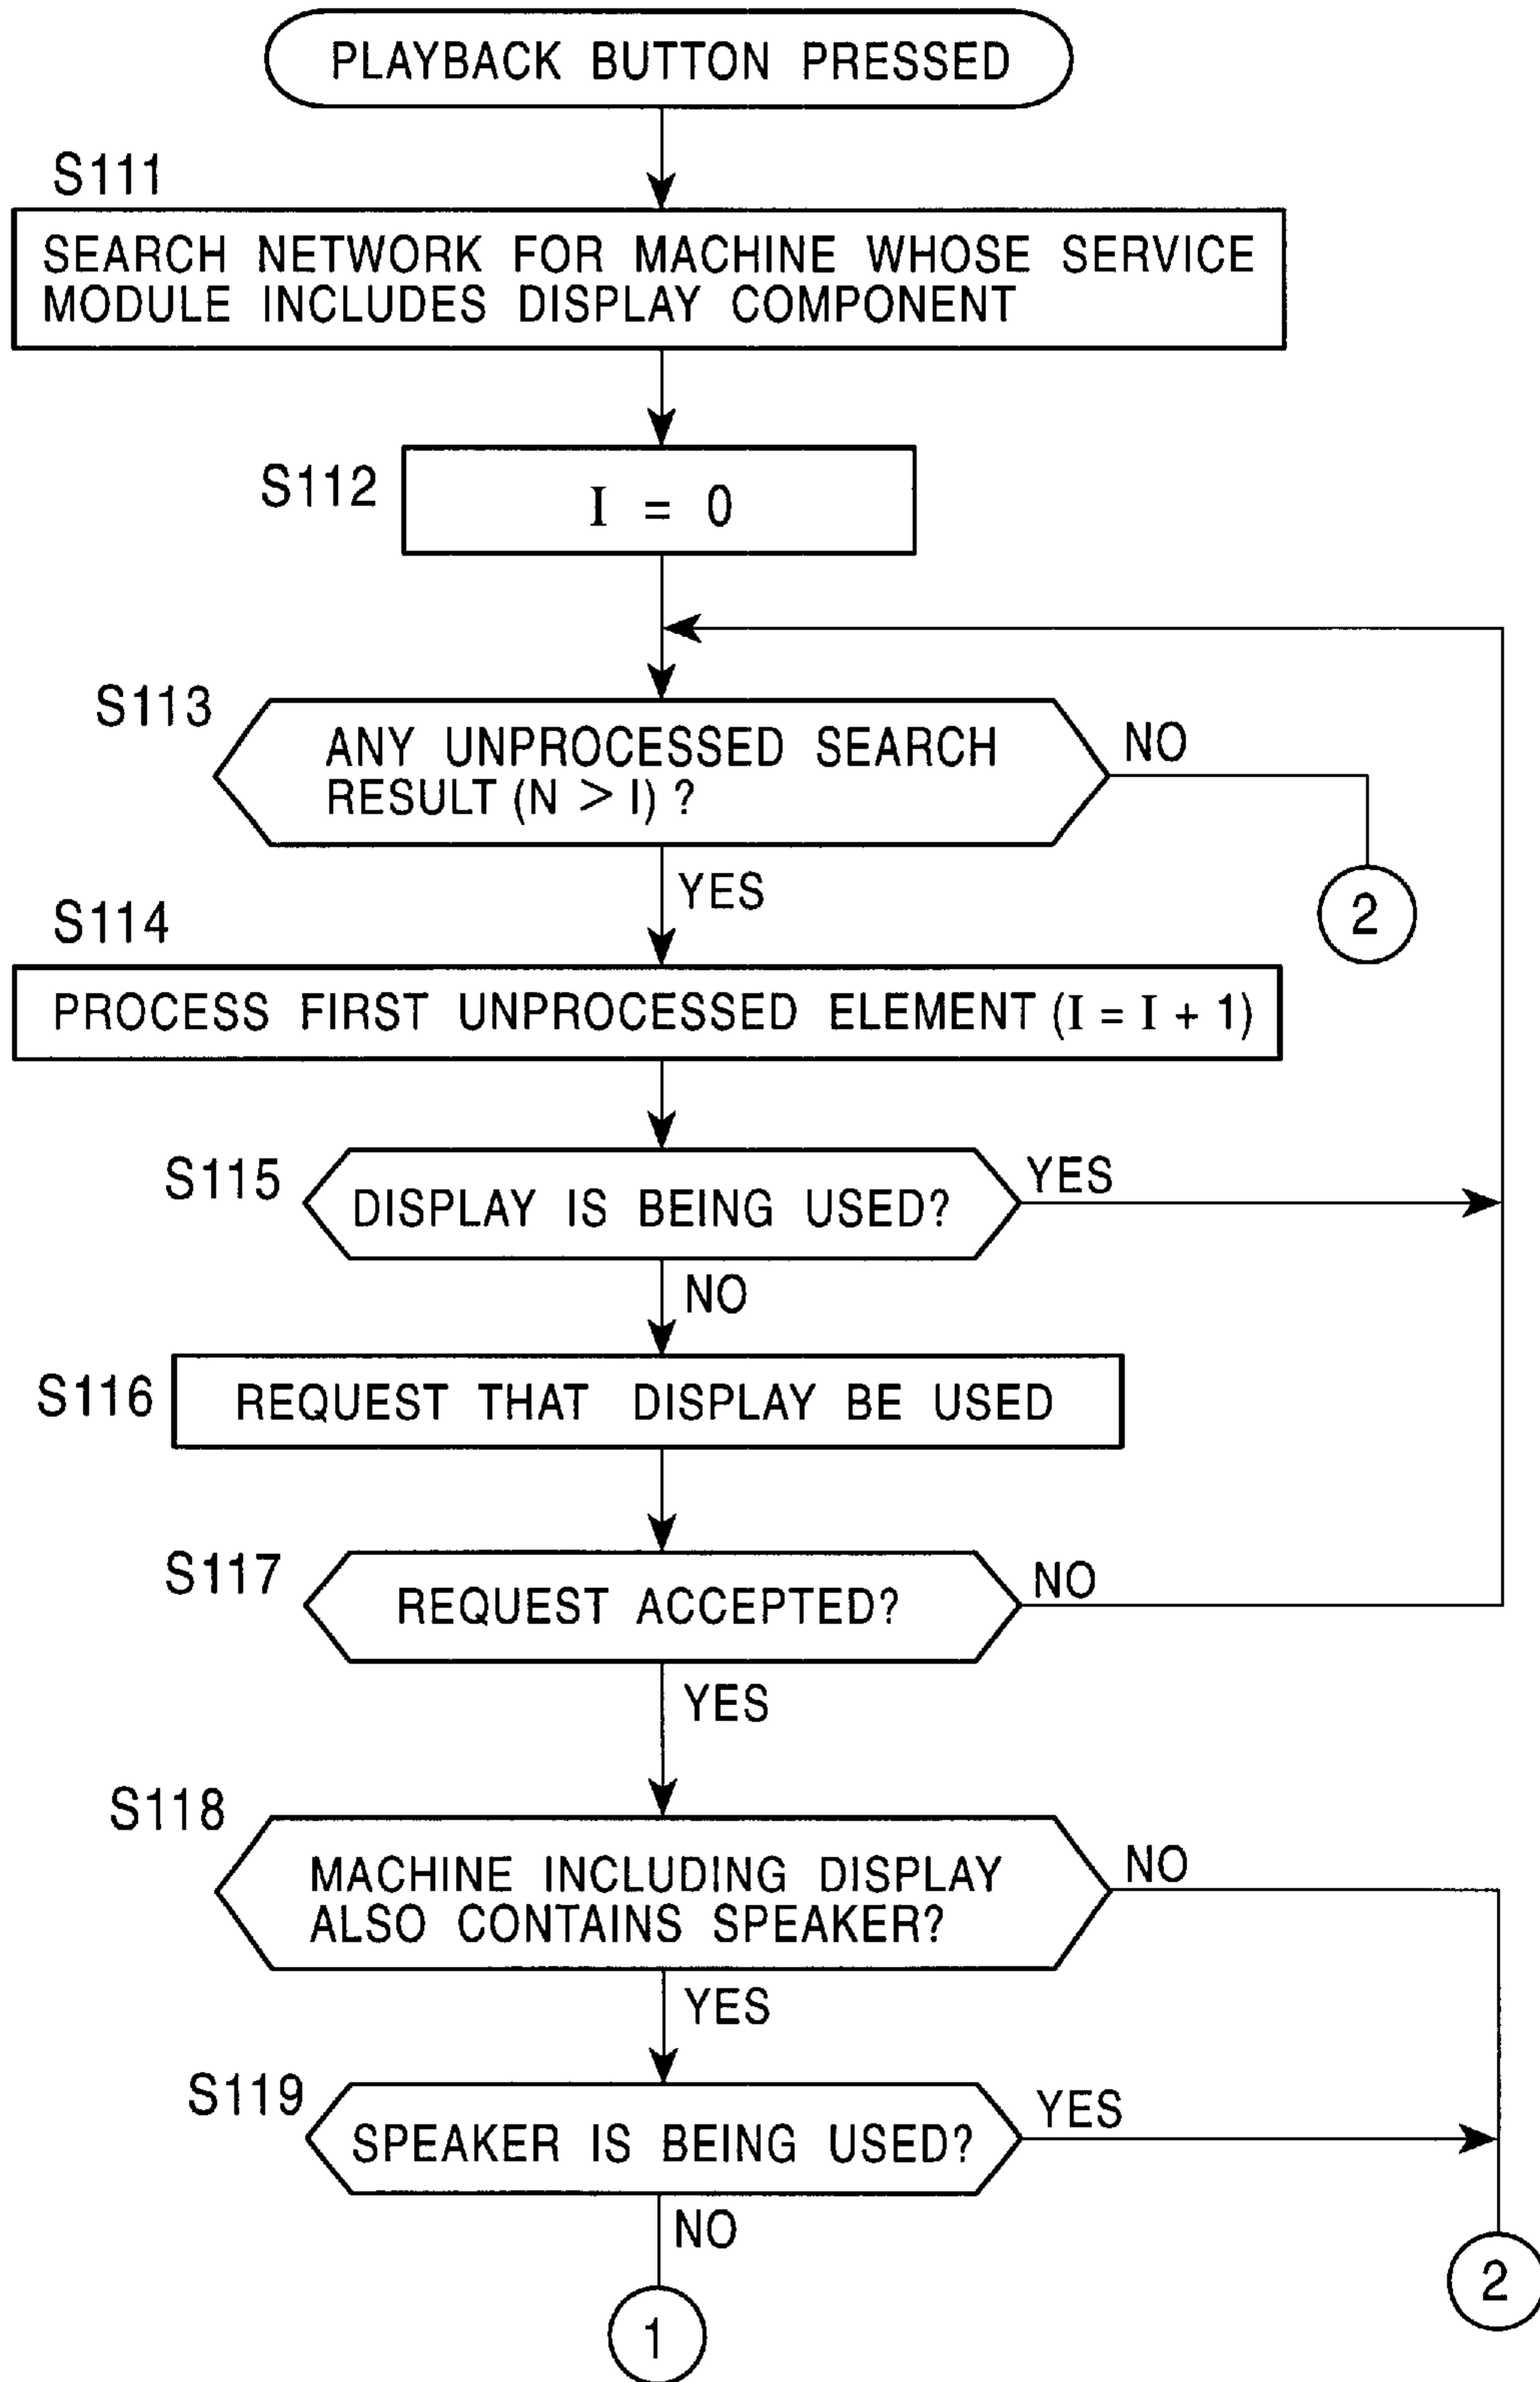 PLAYBACK BUTTON PRESSED
S111
SEARCH NETWORK FOR MACHINE WHOSE SERVICE
MODULE INCLUDES DISPLAY COMPONENT
S112
I = 0
S113
ANY UNPROCESSED SEARCH
RESULT (N > I) ?
NO
2
YES
S114
PROCESS FIRST UNPROCESSED ELEMENT (I = I + 1)
S115
DISPLAY IS BEING USED?
YES
NO
S116
REQUEST THAT DISPLAY BE USED
S117
REQUEST ACCEPTED?
NO
YES
S118
MACHINE INCLUDING DISPLAY
ALSO CONTAINS SPEAKER?
NO
YES
S119
SPEAKER IS BEING USED?
YES
NO
2
1